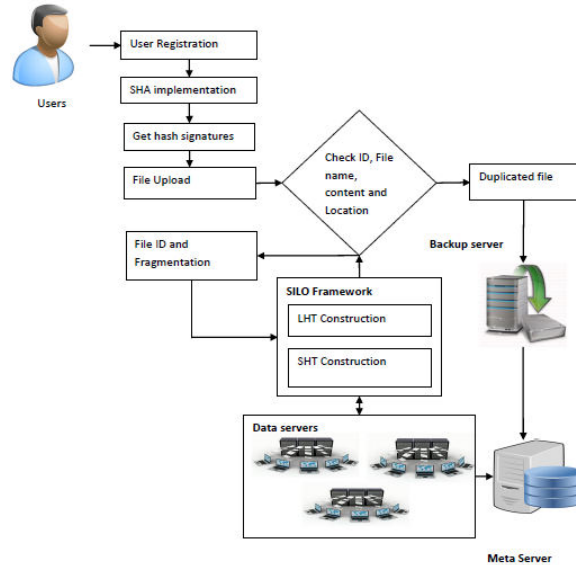 User Registration
Users
SHA implementation
Get hash signatures
File Upload
Check ID, File
name,
content and
Location
Duplicated file
File ID and
Fragmentation
Backup server
SILO Framework
LHT Construction
SHT Construction
Data servers
Meta Server